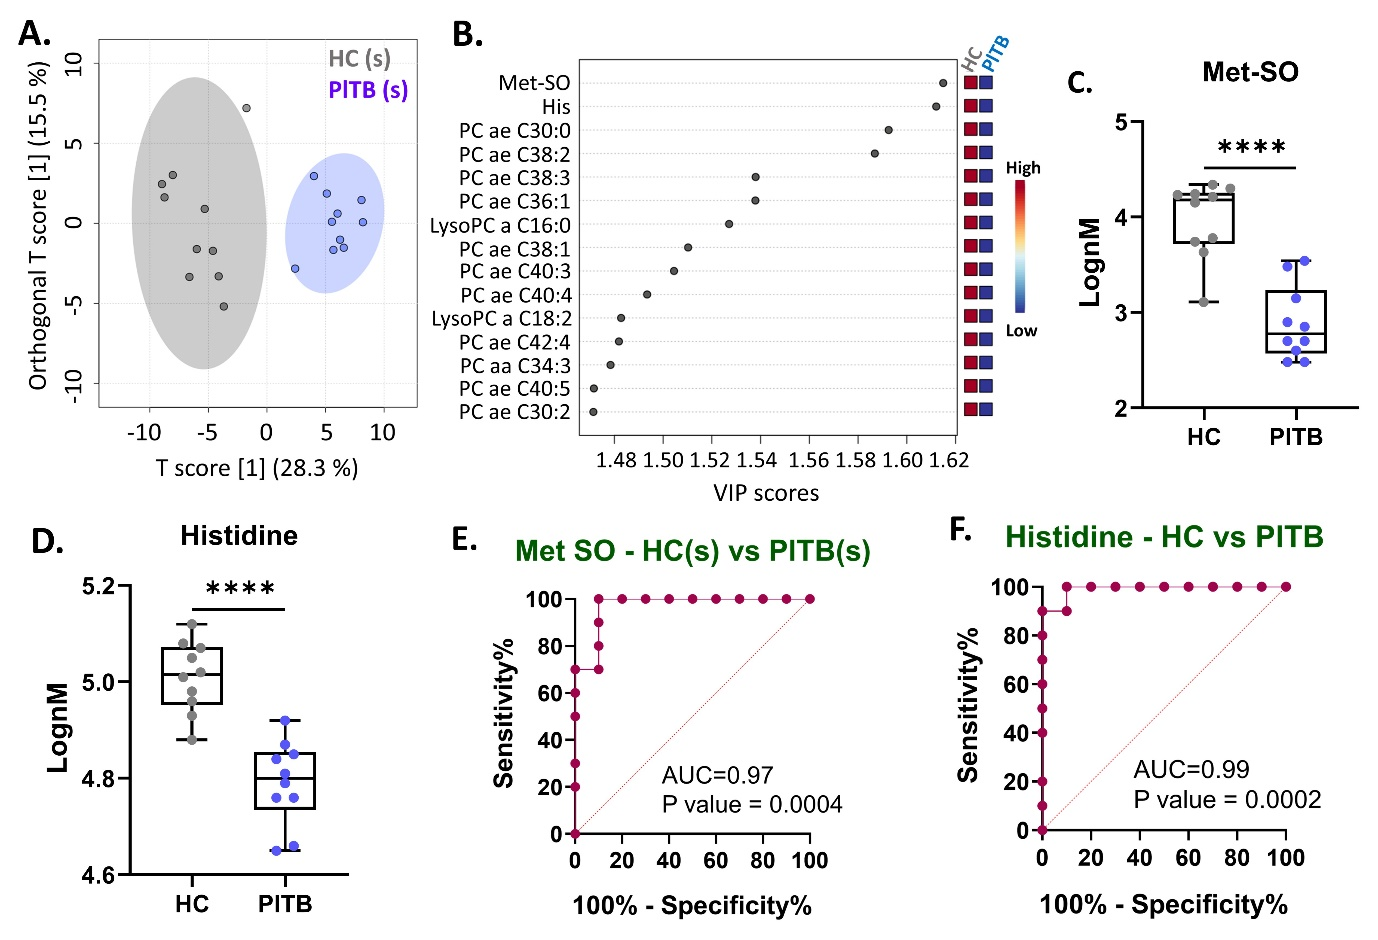 A.
HC (s)
PlTB (s)
Orthogonal T score [1] (15.5 %)
10
5
0
-5
-10
-10 -5 0 5 10
T score [1] (28.3 %)
B.
HC
PlTB
Met-SO
His
PC ae C30:0
PC ae C38:2
PC ae C38:3
PC ae C36:1
LysoPC a C16:0
PC ae C38:1
PC ae C40:3
PC ae C40:4
LysoPC a C18:2
PC ae C42:4
PC aa C34:3
PC ae C40:5
PC ae C30:2
1.48 1.50 1.52 1.54 1.56 1.58 1.60 1.62
VIP scores
High
Low
C.
Met-SO
****
LognM
5
4
3
2
HC PlTB
D.
Histidine
****
LognM
5.2
5.0
4.8
4.6
HC PlTB
E.
Met SO - HC(s) vs PlTB(s)
Sensitivity%
100
80
60
40
20
0
AUC=0.97
P value = 0.0004
0 20 40 60 80 100
100% - Specificity%
F.
Histidine - HC vs PlTB
Sensitivity%
100
80
60
40
20
0
AUC=0.99
P value = 0.0002
0 20 40 60 80 100
100% - Specificity%